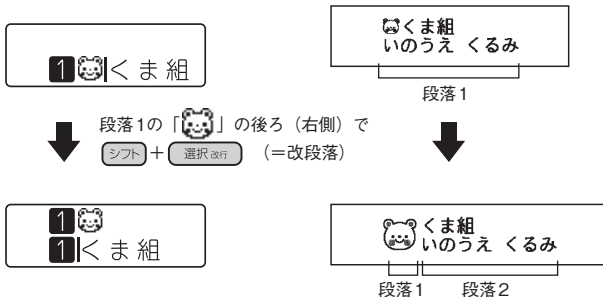 1くま組
くま組
いのうえ くるみ
段落1
段落1の「」の後ろ（右側）で
シフト＋選択 改行（＝改段落）
1
1くま組
くま組
いのうえ くるみ
段落1 段落2